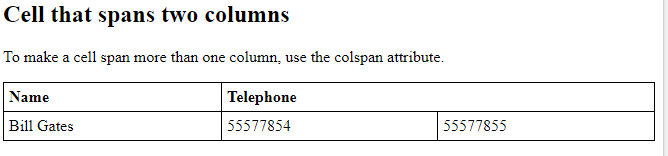 Cell that spans two columns
To make a cell span more than one column, use the colspan attribute.
Name Telephone
Bill Gates 55577854 55577855